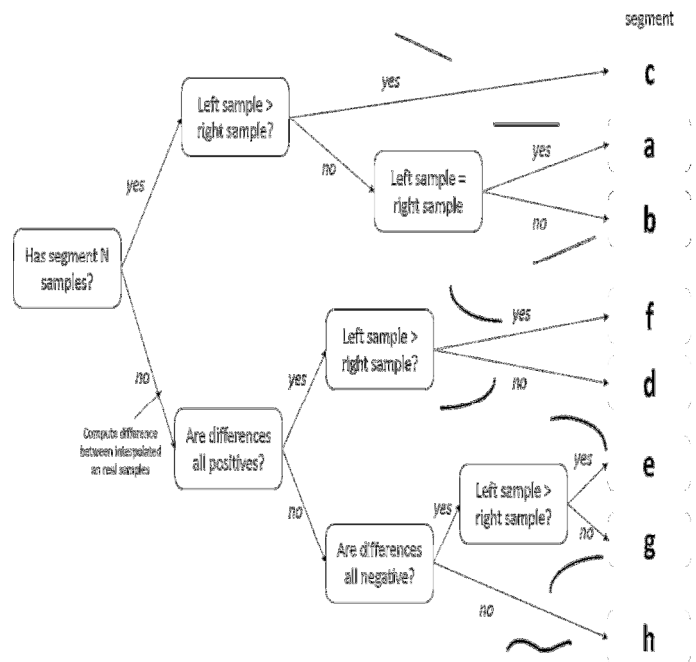 segment
yes
c
Left sample >
right sample?
yes
a
no
Left sample =
right sample
yes
no
b
Has segment N
samples?
yes
f
Left sample >
right sample?
no
yes
no
d
Compute difference
between interpolated
an real samples
Are differences
all positives?
yes
e
Left sample >
right sample?
yes
no
no
g
Are differences
all negative?
no
h